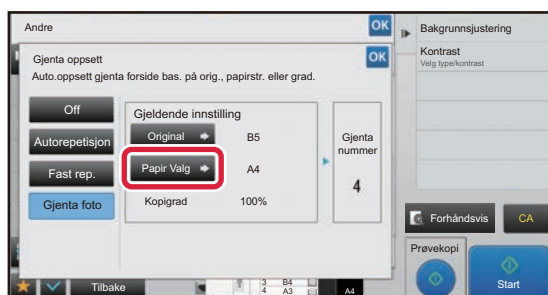 Andre
OK
Bakgrunnsjustering
Kontrast
Velg type/kontrast
Gjenta oppsett
OK
Auto.oppsett gjenta forside bas. på orig., papirstr. eller grad.
Off
Autorepetisjon
Fast rep.
Gjenta foto
Gjeldende innstilling
Original
B5
Papir Valg
A4
Kopigrad
100%
Gjenta
nummer
4
Forhåndsvis
CA
Prøvekopi
Start
Tilbake
3 B4
4 A3
A4